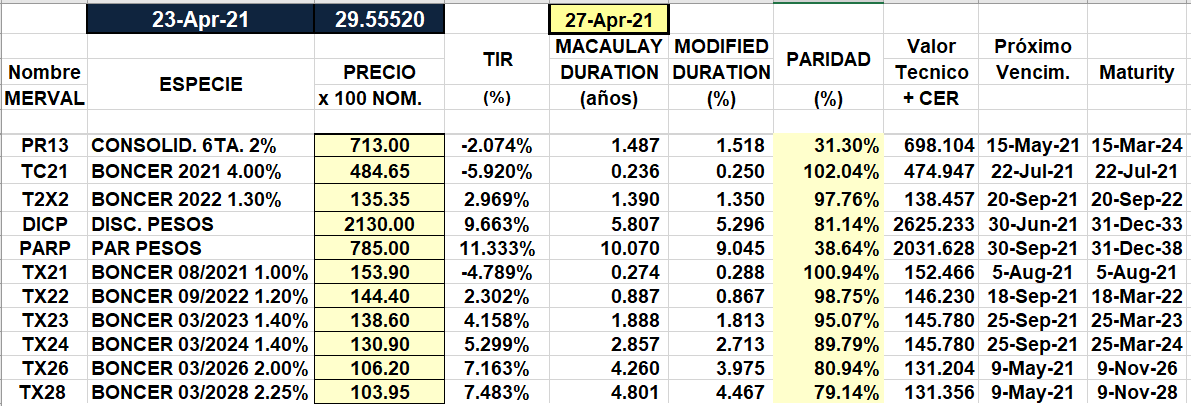 23-Apr-21 29.55520 27-Apr-21
MACAULAY MODIFIED Valor Próximo
TIR PARIDAD
Nombre PRECIO DURATION DURATION Tecnico Vencim. Maturity
ESPECIE
MERVAL x 100 NOM. (%) (años) (%) (%) + CER
PR13 CONSOLID. 6TA. 2% 713.00 -2.074% 1.487 1.518 31.30% 698.104 15-May-21 15-Mar-24
TC21 BONCER 2021 4.00% 484.65 -5.920% 0.236 0.250 102.04% 474.947 22-Jul-21 22-Jul-21
T2X2 BONCER 2022 1.30% 135.35 2.969% 1.390 1.350 97.76% 138.457 20-Sep-21 20-Sep-22
DICP DISC. PESOS 2130.00 9.663% 5.807 5.296 81.14% 2625.233 30-Jun-21 31-Dec-33
PARP PAR PESOS 785.00 11.333% 10.070 9.045 38.64% 2031.628 30-Sep-21 31-Dec-38
TX21 BONCER 08/2021 1.00% 153.90 -4.789% 0.274 0.288 100.94% 152.466 5-Aug-21 5-Aug-21
TX22 BONCER 09/2022 1.20% 144.40 2.302% 0.887 0.867 98.75% 146.230 18-Sep-21 18-Mar-22
TX23 BONCER 03/2023 1.40% 138.60 4.158% 1.888 1.813 95.07% 145.780 25-Sep-21 25-Mar-23
TX24 BONCER 03/2024 1.40% 130.90 5.299% 2.857 2.713 89.79% 145.780 25-Sep-21 25-Mar-24
TX26 BONCER 03/2026 2.00% 106.20 7.163% 4.260 3.975 80.94% 131.204 9-May-21 9-Nov-26
TX28 BONCER 03/2028 2.25% 103.95 7.483% 4.801 4.467 79.14% 131.356 9-May-21 9-Nov-28